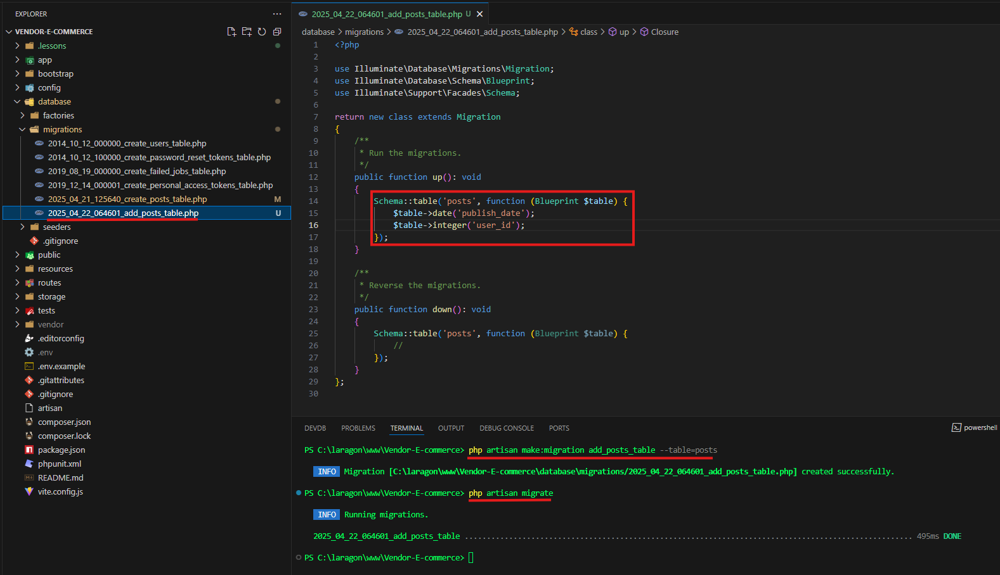 EXPLORER
VENDOR-E-COMMERCE
.lessons
app
bootstrap
config
database
factories
migrations
2014_10_12_000000_create_users_table.php
2014_10_12_100000_create_password_reset_tokens_table.php
2019_08_19_000000_create_failed_jobs_table.php
2019_12_14_000001_create_personal_access_tokens_table.php
2025_04_21_125640_create_posts_table.php M
2025_04_22_064601_add_posts_table.php U
seeders
.gitignore
public
resources
routes
storage
tests
vendor
.editorconfig
.env
.env.example
.gitattributes
.gitignore
artisan
composer.json
composer.lock
package.json
phpunit.xml
README.md
vite.config.js
2025_04_22_064601_add_posts_table.php U
database > migrations > 2025_04_22_064601_add_posts_table.php > class > up > Closure
1 <?php
2
3 use Illuminate\Database\Migrations\Migration;
4 use Illuminate\Database\Schema\Blueprint;
5 use Illuminate\Support\Facades\Schema;
6
7 return new class extends Migration
8 {
9 /**
10 * Run the migrations.
11 */
12 public function up(): void
13 {
14 Schema::table('posts', function (Blueprint $table) {
15 $table->date('publish_date');
16 $table->integer('user_id');
17 });
18 }
19
20 /**
21 * Reverse the migrations.
22 */
23 public function down(): void
24 {
25 Schema::table('posts', function (Blueprint $table) {
26 //
27 });
28 }
29 };
30
DEVDB PROBLEMS TERMINAL OUTPUT DEBUG CONSOLE PORTS powershell
PS C:\laragon\www\Vendor-E-commerce> php artisan make:migration add_posts_table --table=posts
INFO Migration [C:\laragon\www\Vendor-E-commerce\database\migrations/2025_04_22_064601_add_posts_table.php] created successfully.
PS C:\laragon\www\Vendor-E-commerce> php artisan migrate
INFO Running migrations.
2025_04_22_064601_add_posts_table ............................................................................................ 495ms DONE
PS C:\laragon\www\Vendor-E-commerce>